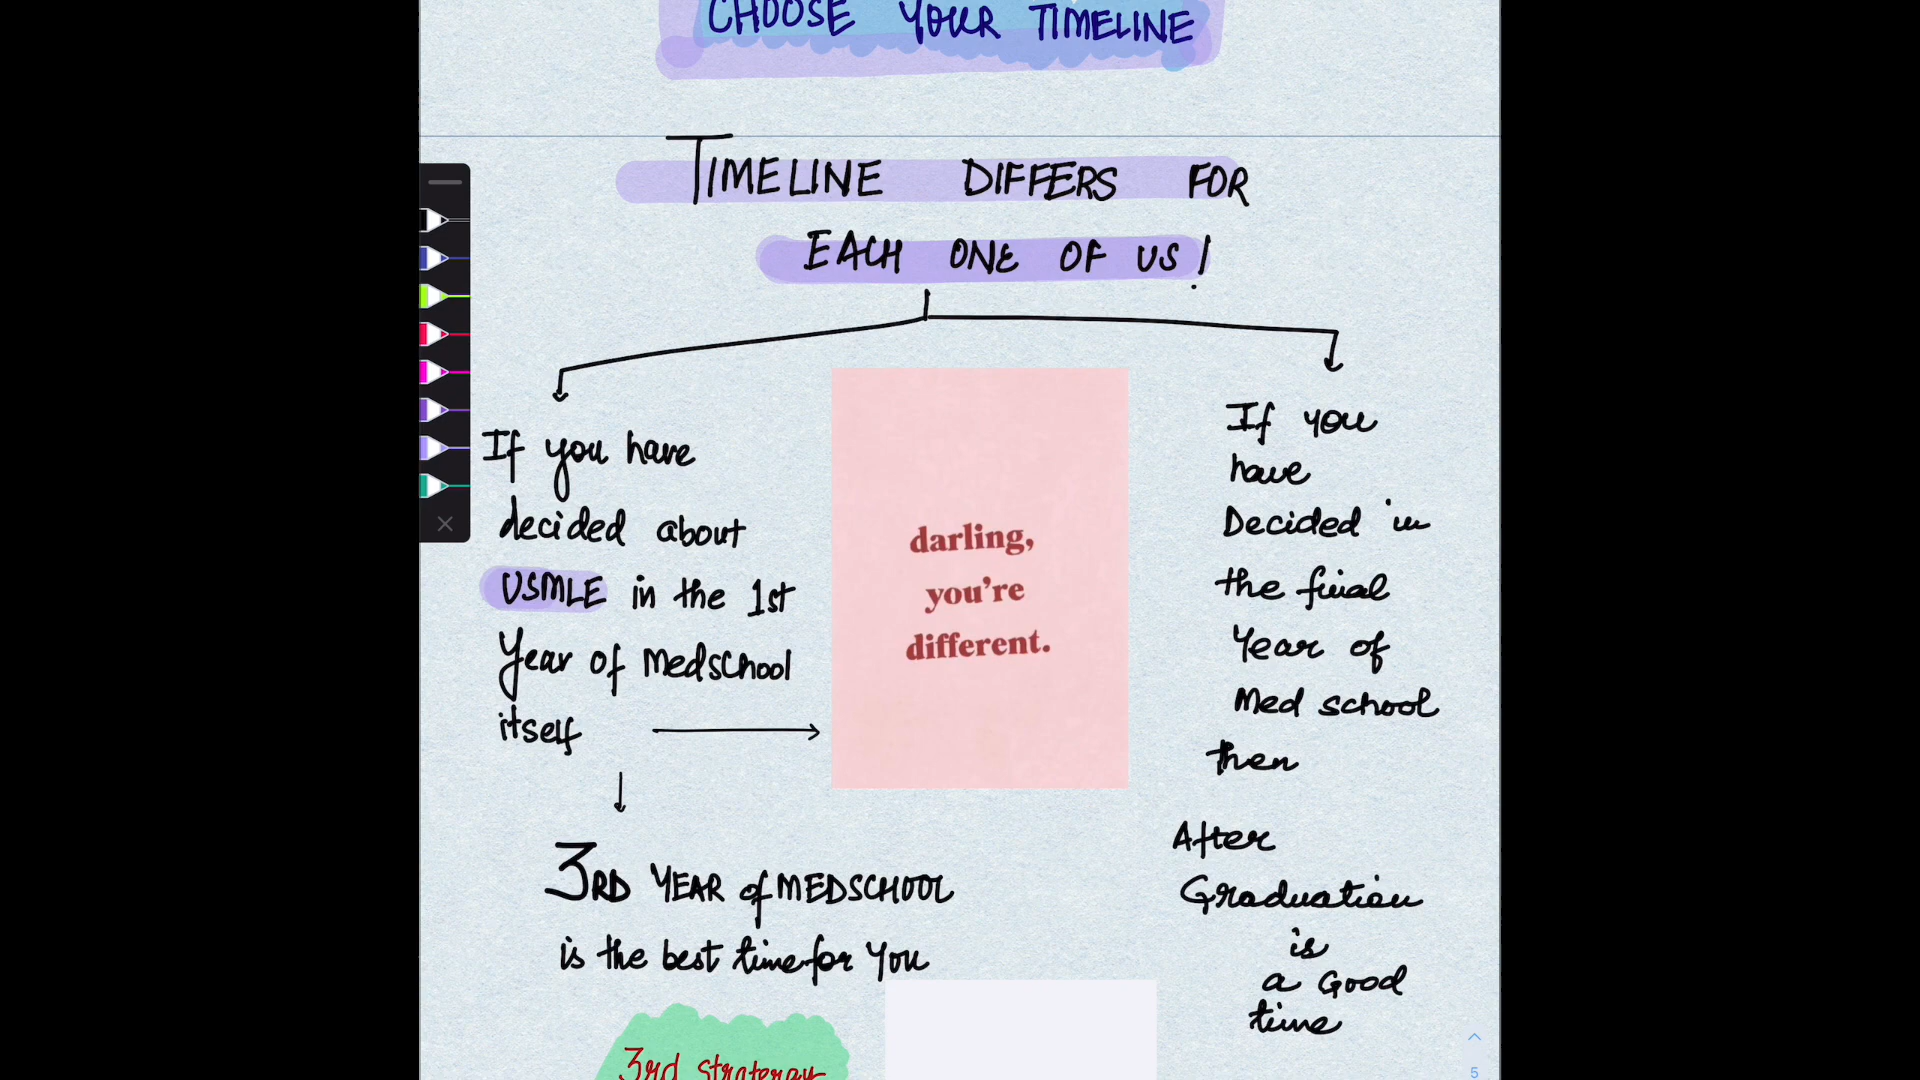 CHOOSE YOUR TIMELINE
TIMELINE DIFFERS FOR
EACH ONE OF US!
If you have
decided about
USMLE in the 1st
Year of Medschool
itself
3RD YEAR of MEDSCHOOL
is the best time for You
darling,
you're
different.
If you
have
Decided in
the final
Year of
Med school
then
After
Graduation
is
a Good
time
3rd strategy
5